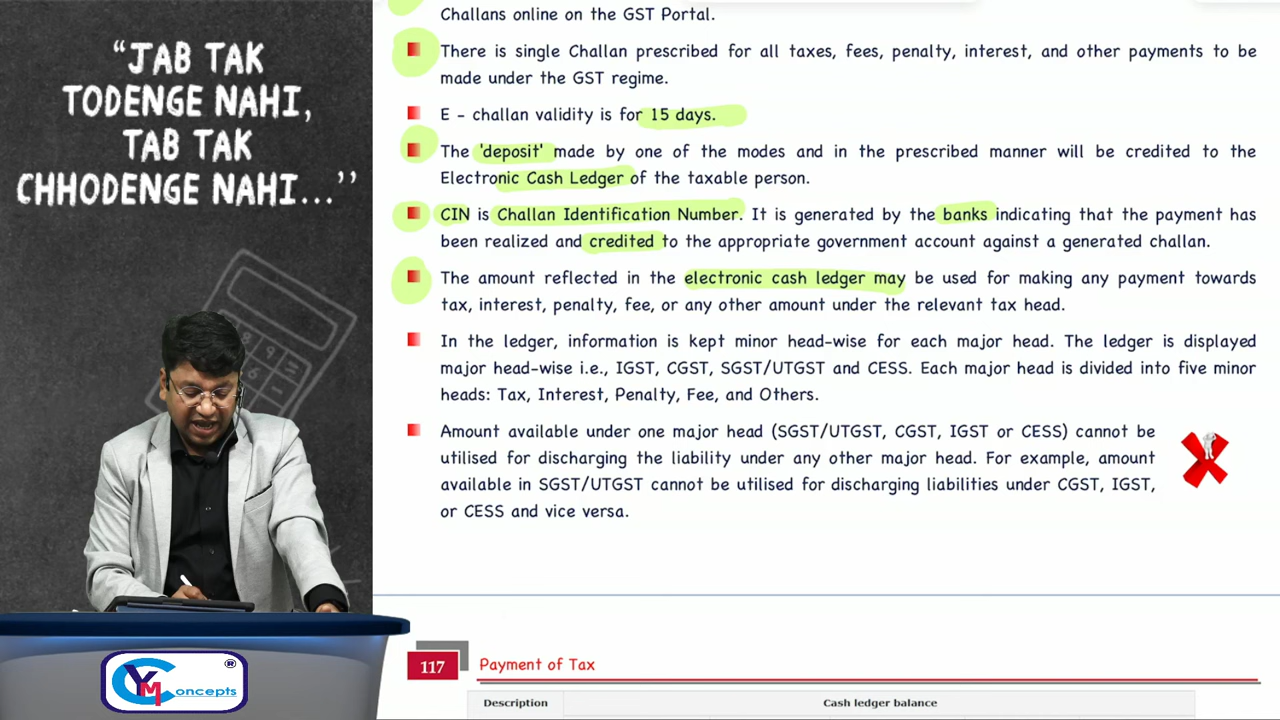 “JAB TAK
TODENGE NAHI,
TAB TAK
CHHODENGE NAHI...’’
Challans online on the GST Portal.
There is single Challan prescribed for all taxes, fees, penalty, interest, and other payments to be
made under the GST regime.
E - challan validity is for 15 days.
The 'deposit' made by one of the modes and in the prescribed manner will be credited to the
Electronic Cash Ledger of the taxable person.
CIN is Challan Identification Number. It is generated by the banks indicating that the payment has
been realized and credited to the appropriate government account against a generated challan.
The amount reflected in the electronic cash ledger may be used for making any payment towards
tax, interest, penalty, fee, or any other amount under the relevant tax head.
In the ledger, information is kept minor head-wise for each major head. The ledger is displayed
major head-wise i.e., IGST, CGST, SGST/UTGST and CESS. Each major head is divided into five minor
heads: Tax, Interest, Penalty, Fee, and Others.
Amount available under one major head (SGST/UTGST, CGST, IGST or CESS) cannot be
utilised for discharging the liability under any other major head. For example, amount
available in SGST/UTGST cannot be utilised for discharging liabilities under CGST, IGST,
or CESS and vice versa.
117 Payment of Tax
Description Cash ledger balance
CYM Concepts ®